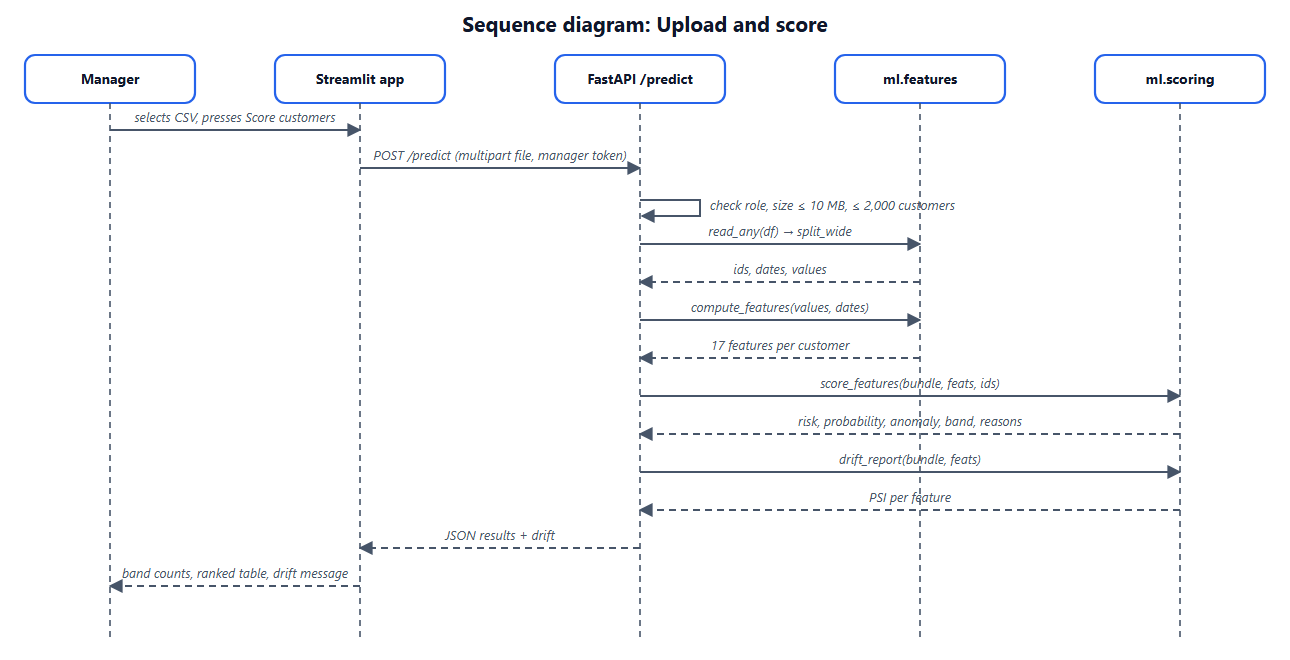 Sequence diagram: Upload and score
Manager
Streamlit app
FastAPI /predict
ml.features
ml.scoring
selects CSV, presses Score customers
POST /predict (multipart file, manager token)
check role, size ≤ 10 MB, ≤ 2,000 customers
read_any(df) → split_wide
ids, dates, values
compute_features(values, dates)
17 features per customer
score_features(bundle, feats, ids)
risk, probability, anomaly, band, reasons
drift_report(bundle, feats)
PSI per feature
JSON results + drift
band counts, ranked table, drift message